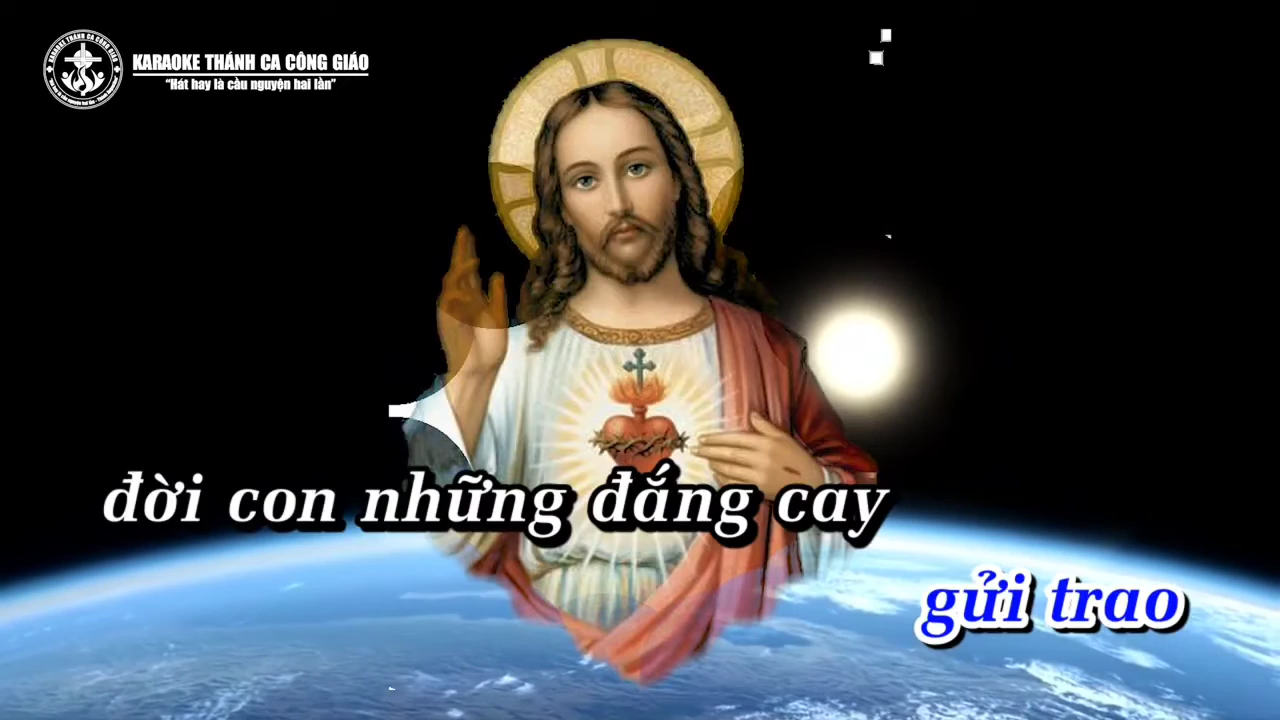 KARAOKE THÁNH CA CÔNG GIÁO
“Hát hay là cầu nguyện hai lần”
đời con những đắng cay
gửi trao